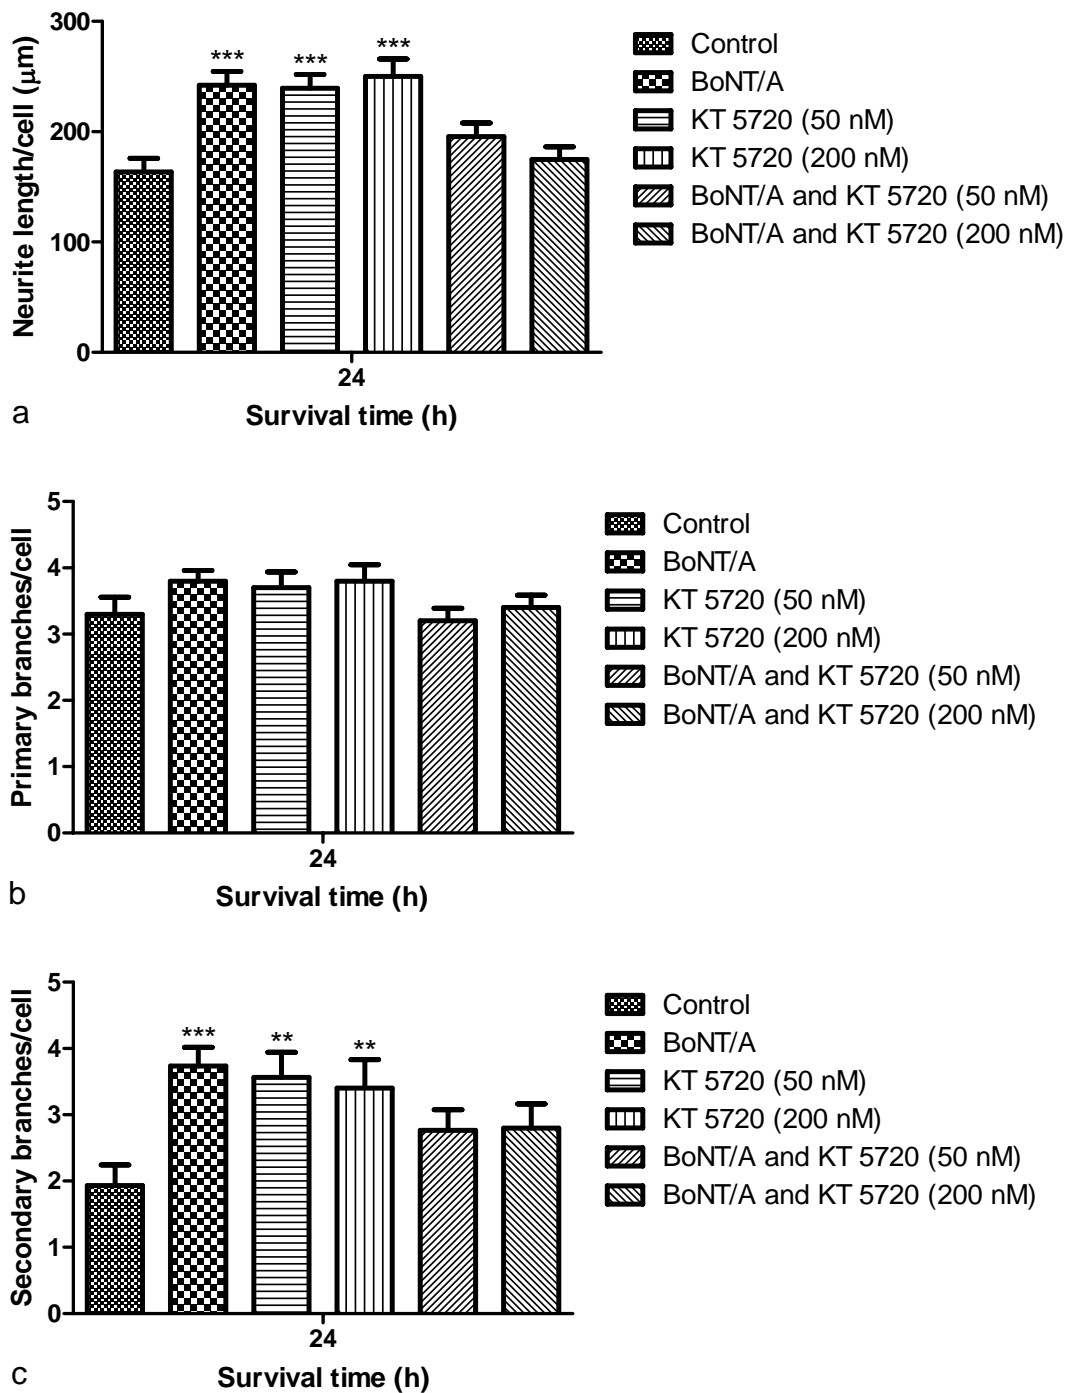 300
200
100
0
Neurite length/cell (μm)
***
***
***
24
Survival time (h)
a
Control
BoNT/A
KT 5720 (50 nM)
KT 5720 (200 nM)
BoNT/A and KT 5720 (50 nM)
BoNT/A and KT 5720 (200 nM)
5
4
3
2
1
0
Primary branches/cell
24
Survival time (h)
b
Control
BoNT/A
KT 5720 (50 nM)
KT 5720 (200 nM)
BoNT/A and KT 5720 (50 nM)
BoNT/A and KT 5720 (200 nM)
5
4
3
2
1
0
Secondary branches/cell
***
**
**
24
Survival time (h)
c
Control
BoNT/A
KT 5720 (50 nM)
KT 5720 (200 nM)
BoNT/A and KT 5720 (50 nM)
BoNT/A and KT 5720 (200 nM)